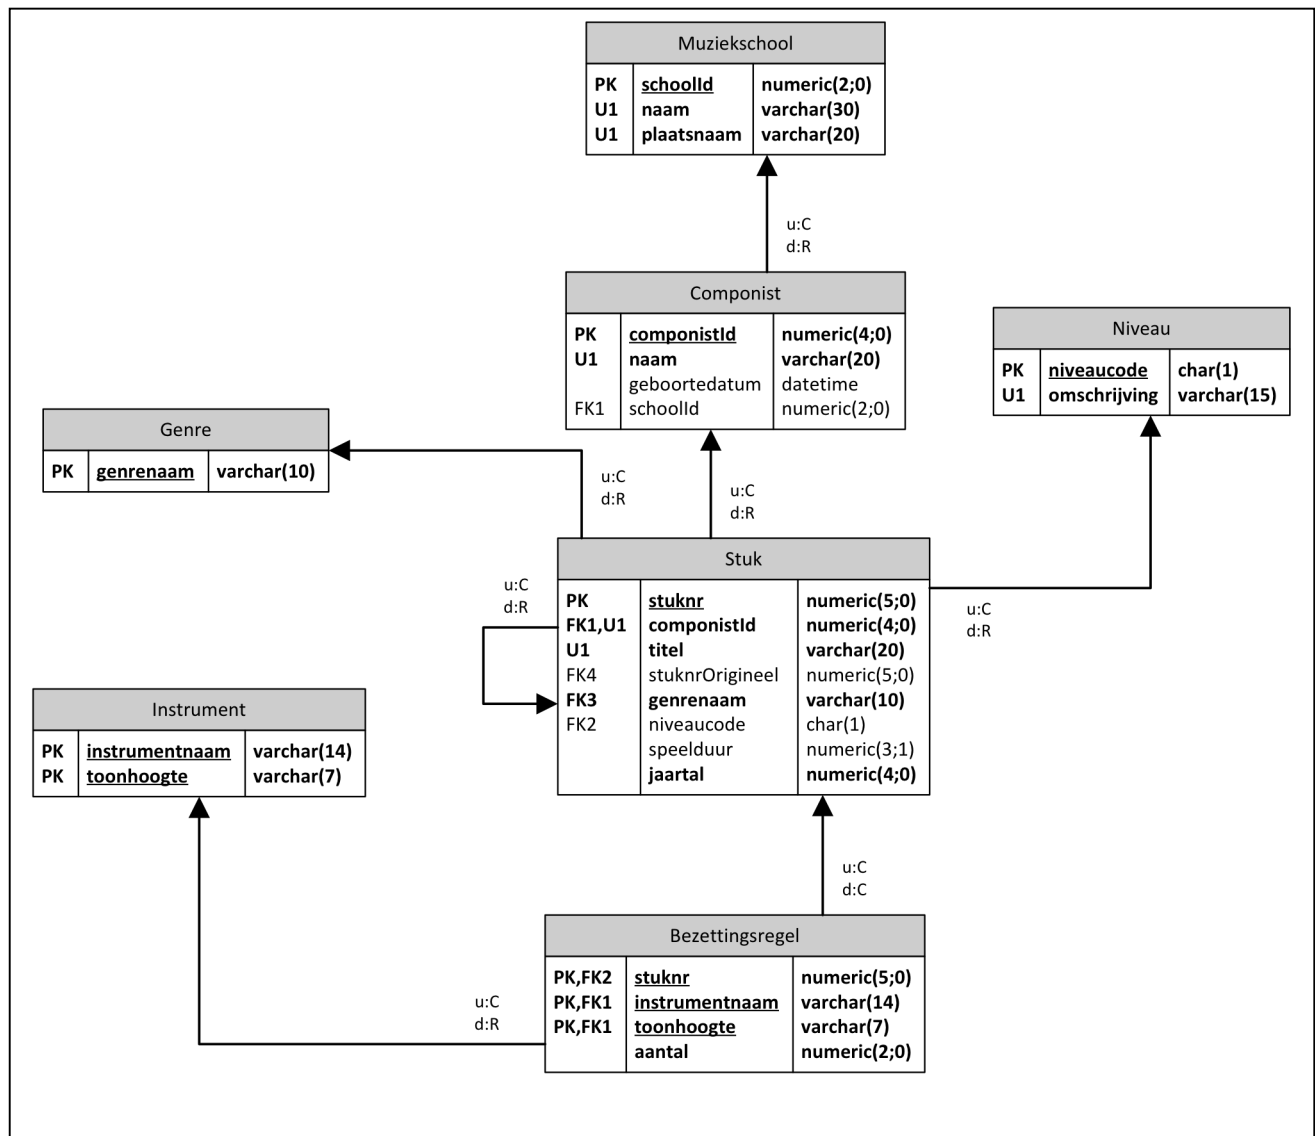 Muziekschool
PK schoolId numeric(2;0)
U1 naam varchar(30)
U1 plaatsnaam varchar(20)
u:C
d:R
Componist
PK componistId numeric(4;0)
U1 naam varchar(20)
geboortedatum datetime
FK1 schoolId numeric(2;0)
Niveau
PK niveaucode char(1)
U1 omschrijving varchar(15)
Genre
PK genrenaam varchar(10)
u:C
d:R
u:C
d:R
Stuk
PK stuknr numeric(5;0)
FK1,U1 componistId numeric(4;0)
U1 titel varchar(20)
FK4 stuknrOrigineel numeric(5;0)
FK3 genrenaam varchar(10)
FK2 niveaucode char(1)
speelduur numeric(3;1)
jaartal numeric(4;0)
u:C
d:R
u:C
d:R
Instrument
PK instrumentnaam varchar(14)
PK toonhoogte varchar(7)
u:C
d:C
Bezettingsregel
PK,FK2 stuknr numeric(5;0)
PK,FK1 instrumentnaam varchar(14)
PK,FK1 toonhoogte varchar(7)
aantal numeric(2;0)
u:C
d:R